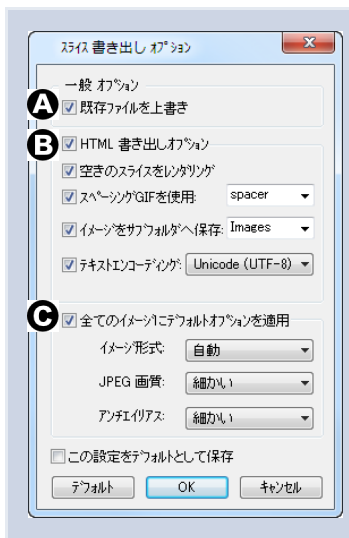 スライス 書き出し オプション
一般 オプション
A 既存ファイルを上書き
B HTML 書き出しオプション
空きのスライスをレンタリング
スペーシングGIFを使用: spacer
イメージをサブフォルダへ保存: Images
テキストエンコーディング: Unicode (UTF-8)
C 全てのイメージにデフォルトオプションを適用
イメージ形式: 自動
JPEG 画質: 細かい
アンチエイリアス: 細かい
この設定をデフォルトとして保存
デフォルト OK キャンセル